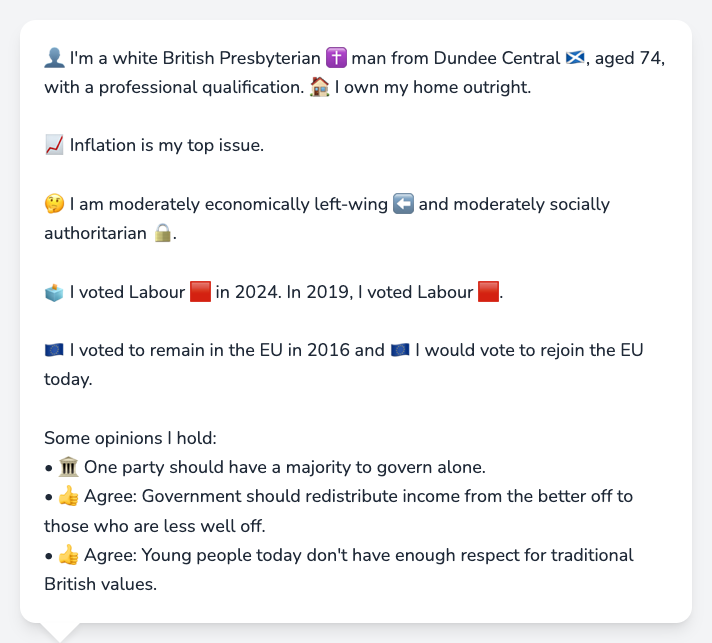 👤 I'm a white British Presbyterian ✝️ man from Dundee Central 🏴󠁧󠁢󠁳󠁣󠁴󠁿, aged 74,
with a professional qualification. 🏠 I own my home outright.
📈 Inflation is my top issue.
🤔 I am moderately economically left-wing ⬅️ and moderately socially
authoritarian 🔒.
🗳️ I voted Labour 🟥 in 2024. In 2019, I voted Labour 🟥.
🇪🇺 I voted to remain in the EU in 2016 and 🇪🇺 I would vote to rejoin the EU
today.
Some opinions I hold:
• 🏛️ One party should have a majority to govern alone.
• 👍 Agree: Government should redistribute income from the better off to
those who are less well off.
• 👍 Agree: Young people today don't have enough respect for traditional
British values.